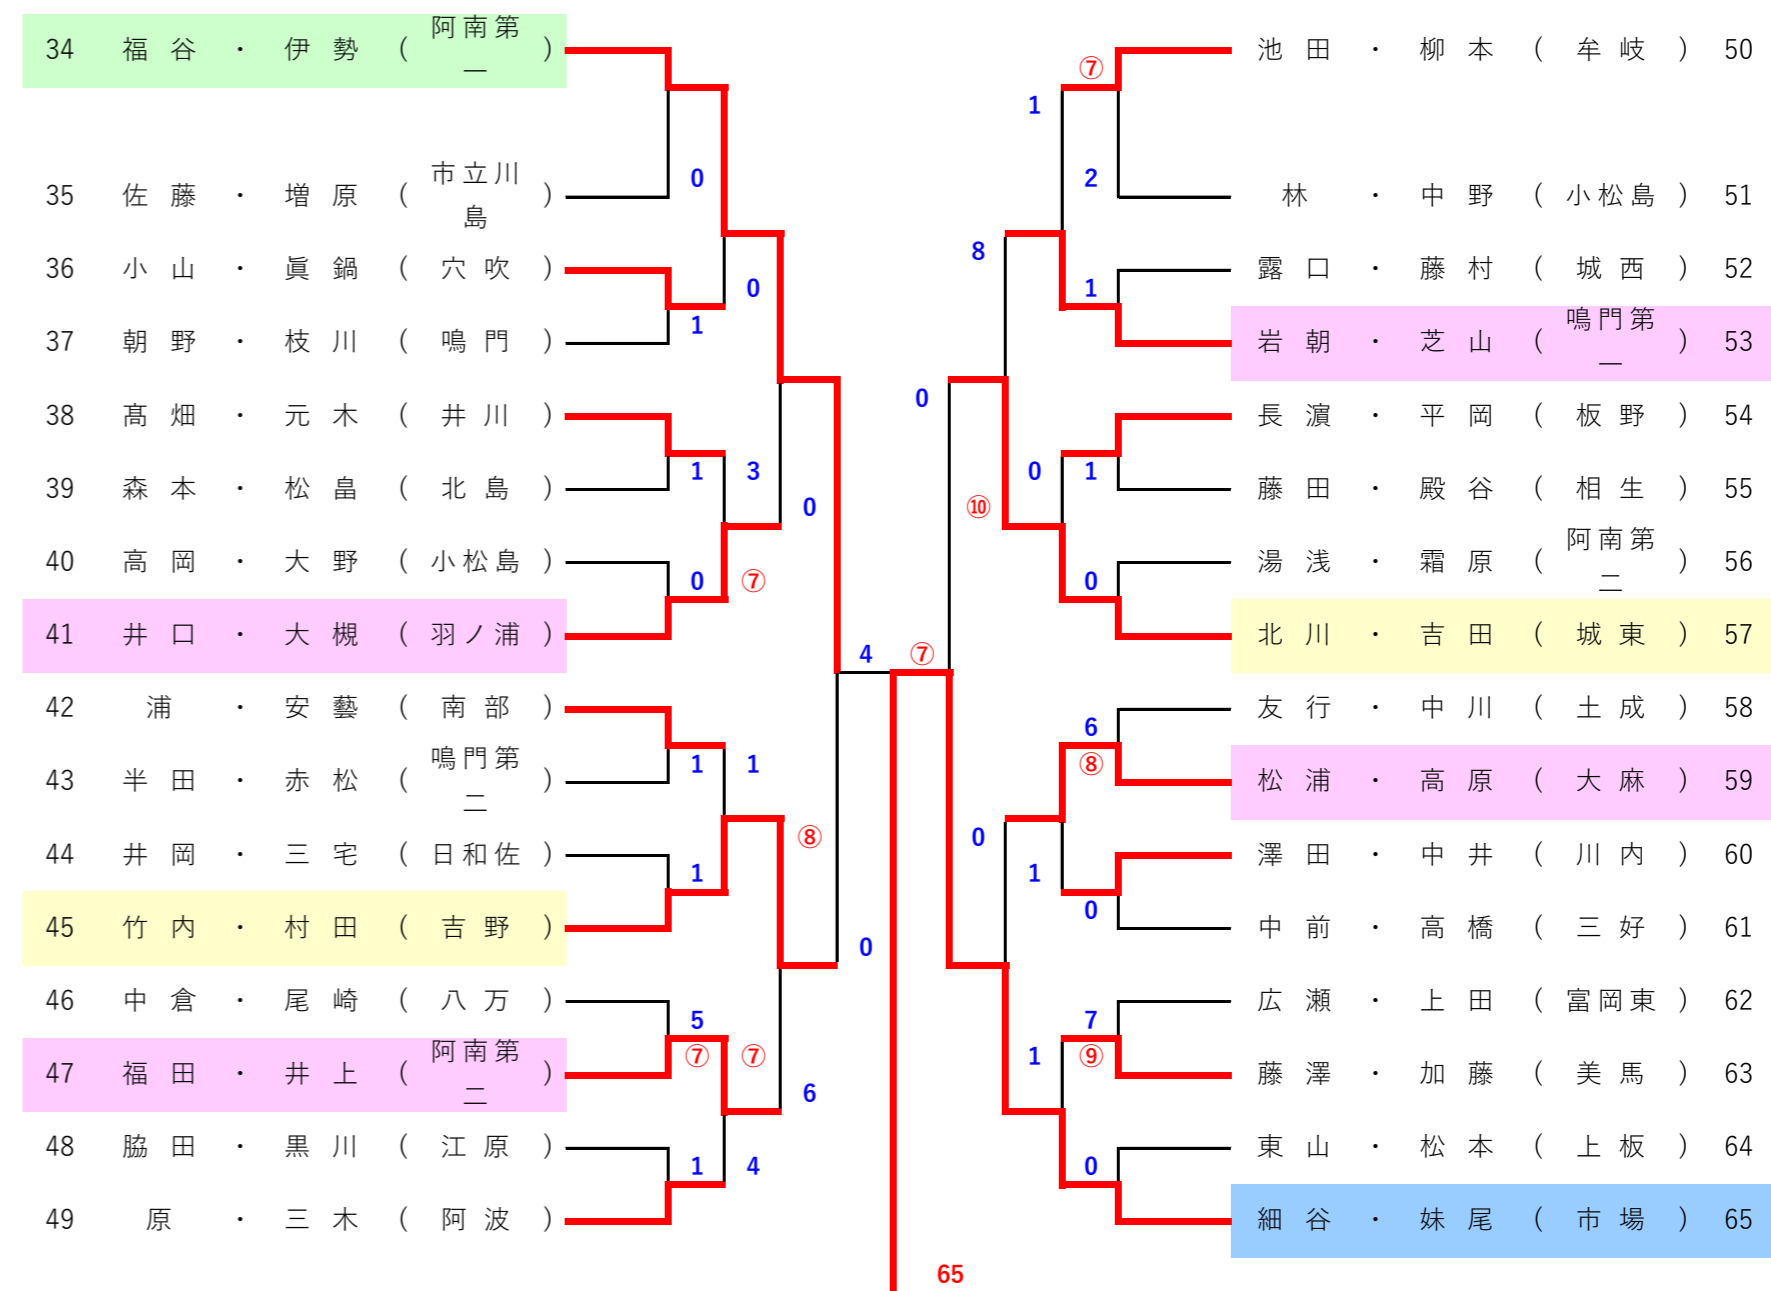 34 福谷・伊勢 (阿南第一)
35 佐藤・増原 (市立川島)
36 小山・眞鍋 (穴吹)
37 朝野・枝川 (鳴門)
38 髙畑・元木 (井川)
39 森本・松畠 (北島)
40 高岡・大野 (小松島)
41 井口・大槻 (羽ノ浦)
42 浦・安藝 (南部)
43 半田・赤松 (鳴門第二)
44 井岡・三宅 (日和佐)
45 竹内・村田 (吉野)
46 中倉・尾崎 (八万)
47 福田・井上 (阿南第二)
48 脇田・黒川 (江原)
49 原・三木 (阿波)
0
1
1
0
1
1
5
⑦
1
0
3
⑦
1
⑦
4
0
⑧
6
4
0
⑦
65
0
0
8
⑩
0
1
0
1
1
⑦
2
1
1
0
6
⑧
0
7
⑨
0
池田・柳本 (牟岐) 50
林・中野 (小松島) 51
露口・藤村 (城西) 52
岩朝・芝山 (鳴門第一) 53
長濵・平岡 (板野) 54
藤田・殿谷 (相生) 55
湯浅・霜原 (阿南第二) 56
北川・吉田 (城東) 57
友行・中川 (土成) 58
松浦・高原 (大麻) 59
澤田・中井 (川内) 60
中前・高橋 (三好) 61
広瀬・上田 (富岡東) 62
藤澤・加藤 (美馬) 63
東山・松本 (上板) 64
細谷・妹尾 (市場) 65